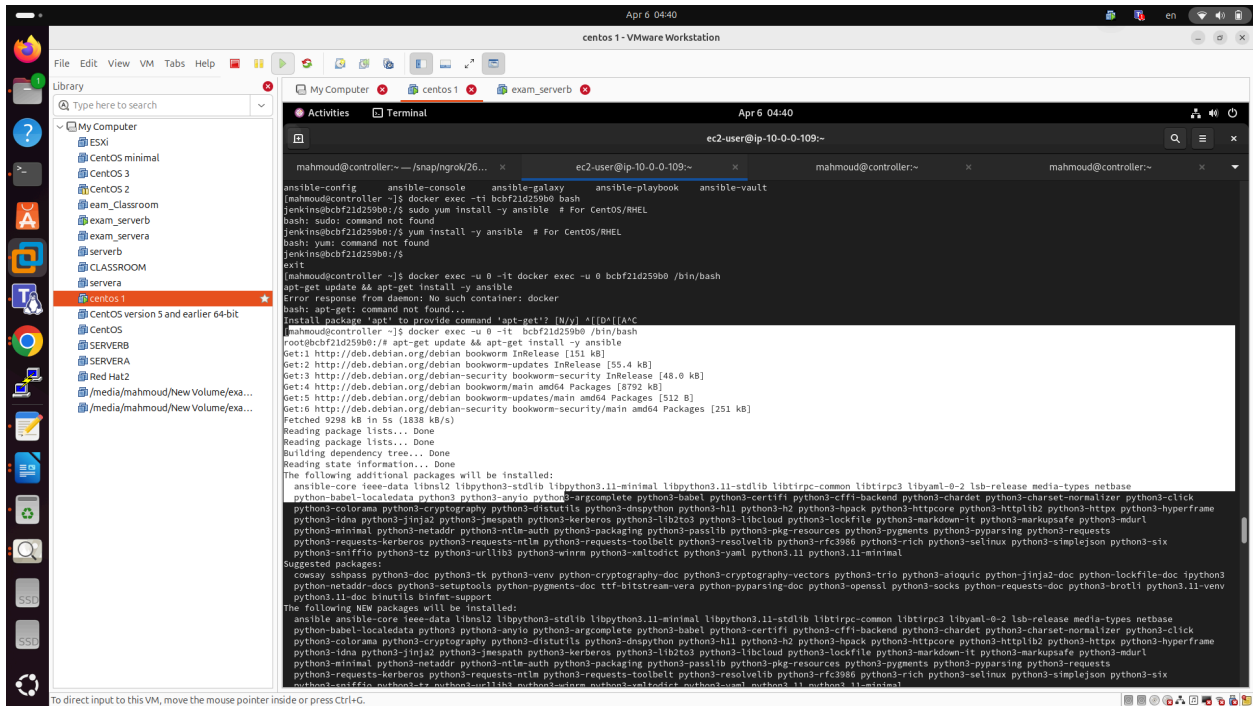 Apr 6 04:40
en
centos 1 - VMware Workstation
File Edit View VM Tabs Help
Library
My Computer
centos 1
exam_serverb
Type here to search
My Computer
ESXi
CentOS minimal
CentOS 3
CentOS 2
eam_Classroom
exam_serverb
exam_servera
serverb
CLASSROOM
servera
centos 1
CentOS version 5 and earlier 64-bit
CentOS
SERVERB
SERVERA
Red Hat2
/media/mahmoud/New Volume/exa...
/media/mahmoud/New Volume/exa...
Activities
Terminal
Apr 6 04:40
ec2-user@ip-10-0-0-109:~
mahmoud@controller:~ — /snap/ngrok/26...
ec2-user@ip-10-0-0-109:~
mahmoud@controller:~
mahmoud@controller:~
ansible-config ansible-console ansible-galaxy ansible-playbook ansible-vault
[mahmoud@controller ~]$ docker exec -ti bcbf21d259b0 bash
jenkins@bcbf21d259b0:/$ sudo yum install -y ansible # For CentOS/RHEL
bash: sudo: command not found
jenkins@bcbf21d259b0:/$ yum install -y ansible # For CentOS/RHEL
bash: yum: command not found
jenkins@bcbf21d259b0:/$
exit
[mahmoud@controller ~]$ docker exec -u 0 -it docker exec -u 0 bcbf21d259b0 /bin/bash
apt-get update && apt-get install -y ansible
Error response from daemon: No such container: docker
bash: apt-get: command not found...
Install package 'apt' to provide command 'apt-get'? [N/y] ^[[D^[[A^C
[mahmoud@controller ~]$ docker exec -u 0 -it bcbf21d259b0 /bin/bash
root@bcbf21d259b0:/# apt-get update && apt-get install -y ansible
Get:1 http://deb.debian.org/debian bookworm InRelease [151 kB]
Get:2 http://deb.debian.org/debian bookworm-updates InRelease [55.4 kB]
Get:3 http://deb.debian.org/debian-security bookworm-security InRelease [48.0 kB]
Get:4 http://deb.debian.org/debian bookworm/main amd64 Packages [8792 kB]
Get:5 http://deb.debian.org/debian bookworm-updates/main amd64 Packages [512 B]
Get:6 http://deb.debian.org/debian-security bookworm-security/main amd64 Packages [251 kB]
Fetched 9298 kB in 5s (1838 kB/s)
Reading package lists... Done
Reading package lists... Done
Building dependency tree... Done
Reading state information... Done
The following additional packages will be installed:
ansible-core ieee-data libnsl2 libpython3-stdlib libpython3.11-minimal libpython3.11-stdlib libtirpc-common libtirpc3 libyaml-0-2 lsb-release media-types netbase
python-babel-localedata python3 python3-anyio python3-argcomplete python3-babel python3-certifi python3-cffi-backend python3-chardet python3-charset-normalizer python3-click
python3-colorama python3-cryptography python3-distutils python3-dnspython python3-h11 python3-h2 python3-hpack python3-httpcore python3-httplib2 python3-httpx python3-hyperframe
python3-idna python3-jinja2 python3-jmespath python3-kerberos python3-lib2to3 python3-libcloud python3-lockfile python3-markdown-it python3-markupsafe python3-mdurl
python3-minimal python3-netaddr python3-ntlm-auth python3-packaging python3-passlib python3-pkg-resources python3-pygments python3-pyparsing python3-requests
python3-requests-kerberos python3-requests-ntlm python3-requests-toolbelt python3-resolvelib python3-rfc3986 python3-rich python3-selinux python3-simplejson python3-six
python3-sniffio python3-tz python3-urllib3 python3-winrm python3-xmltodict python3-yaml python3.11 python3.11-minimal
Suggested packages:
cowsay sshpass python3-doc python3-tk python3-venv python-cryptography-doc python3-cryptography-vectors python3-trio python3-aioquic python-jinja2-doc python-lockfile-doc ipython3
python-netaddr-docs python3-setuptools python-pygments-doc ttf-bitstream-vera python-pyparsing-doc python3-openssl python3-socks python-requests-doc python3-brotli python3.11-venv
python3.11-doc binutils binfmt-support
The following NEW packages will be installed:
ansible ansible-core ieee-data libnsl2 libpython3-stdlib libpython3.11-minimal libpython3.11-stdlib libtirpc-common libtirpc3 libyaml-0-2 lsb-release media-types netbase
python-babel-localedata python3 python3-anyio python3-argcomplete python3-babel python3-certifi python3-cffi-backend python3-chardet python3-charset-normalizer python3-click
python3-colorama python3-cryptography python3-distutils python3-dnspython python3-h11 python3-h2 python3-hpack python3-httpcore python3-httplib2 python3-httpx python3-hyperframe
python3-idna python3-jinja2 python3-jmespath python3-kerberos python3-lib2to3 python3-libcloud python3-lockfile python3-markdown-it python3-markupsafe python3-mdurl
python3-minimal python3-netaddr python3-ntlm-auth python3-packaging python3-passlib python3-pkg-resources python3-pygments python3-pyparsing python3-requests
python3-requests-kerberos python3-requests-ntlm python3-requests-toolbelt python3-resolvelib python3-rfc3986 python3-rich python3-selinux python3-simplejson python3-six
python3-sniffio python3-tz python3-urllib3 python3-winrm python3-xmltodict python3-yaml python3.11 python3.11-minimal
To direct input to this VM, move the mouse pointer inside or press Ctrl+G.